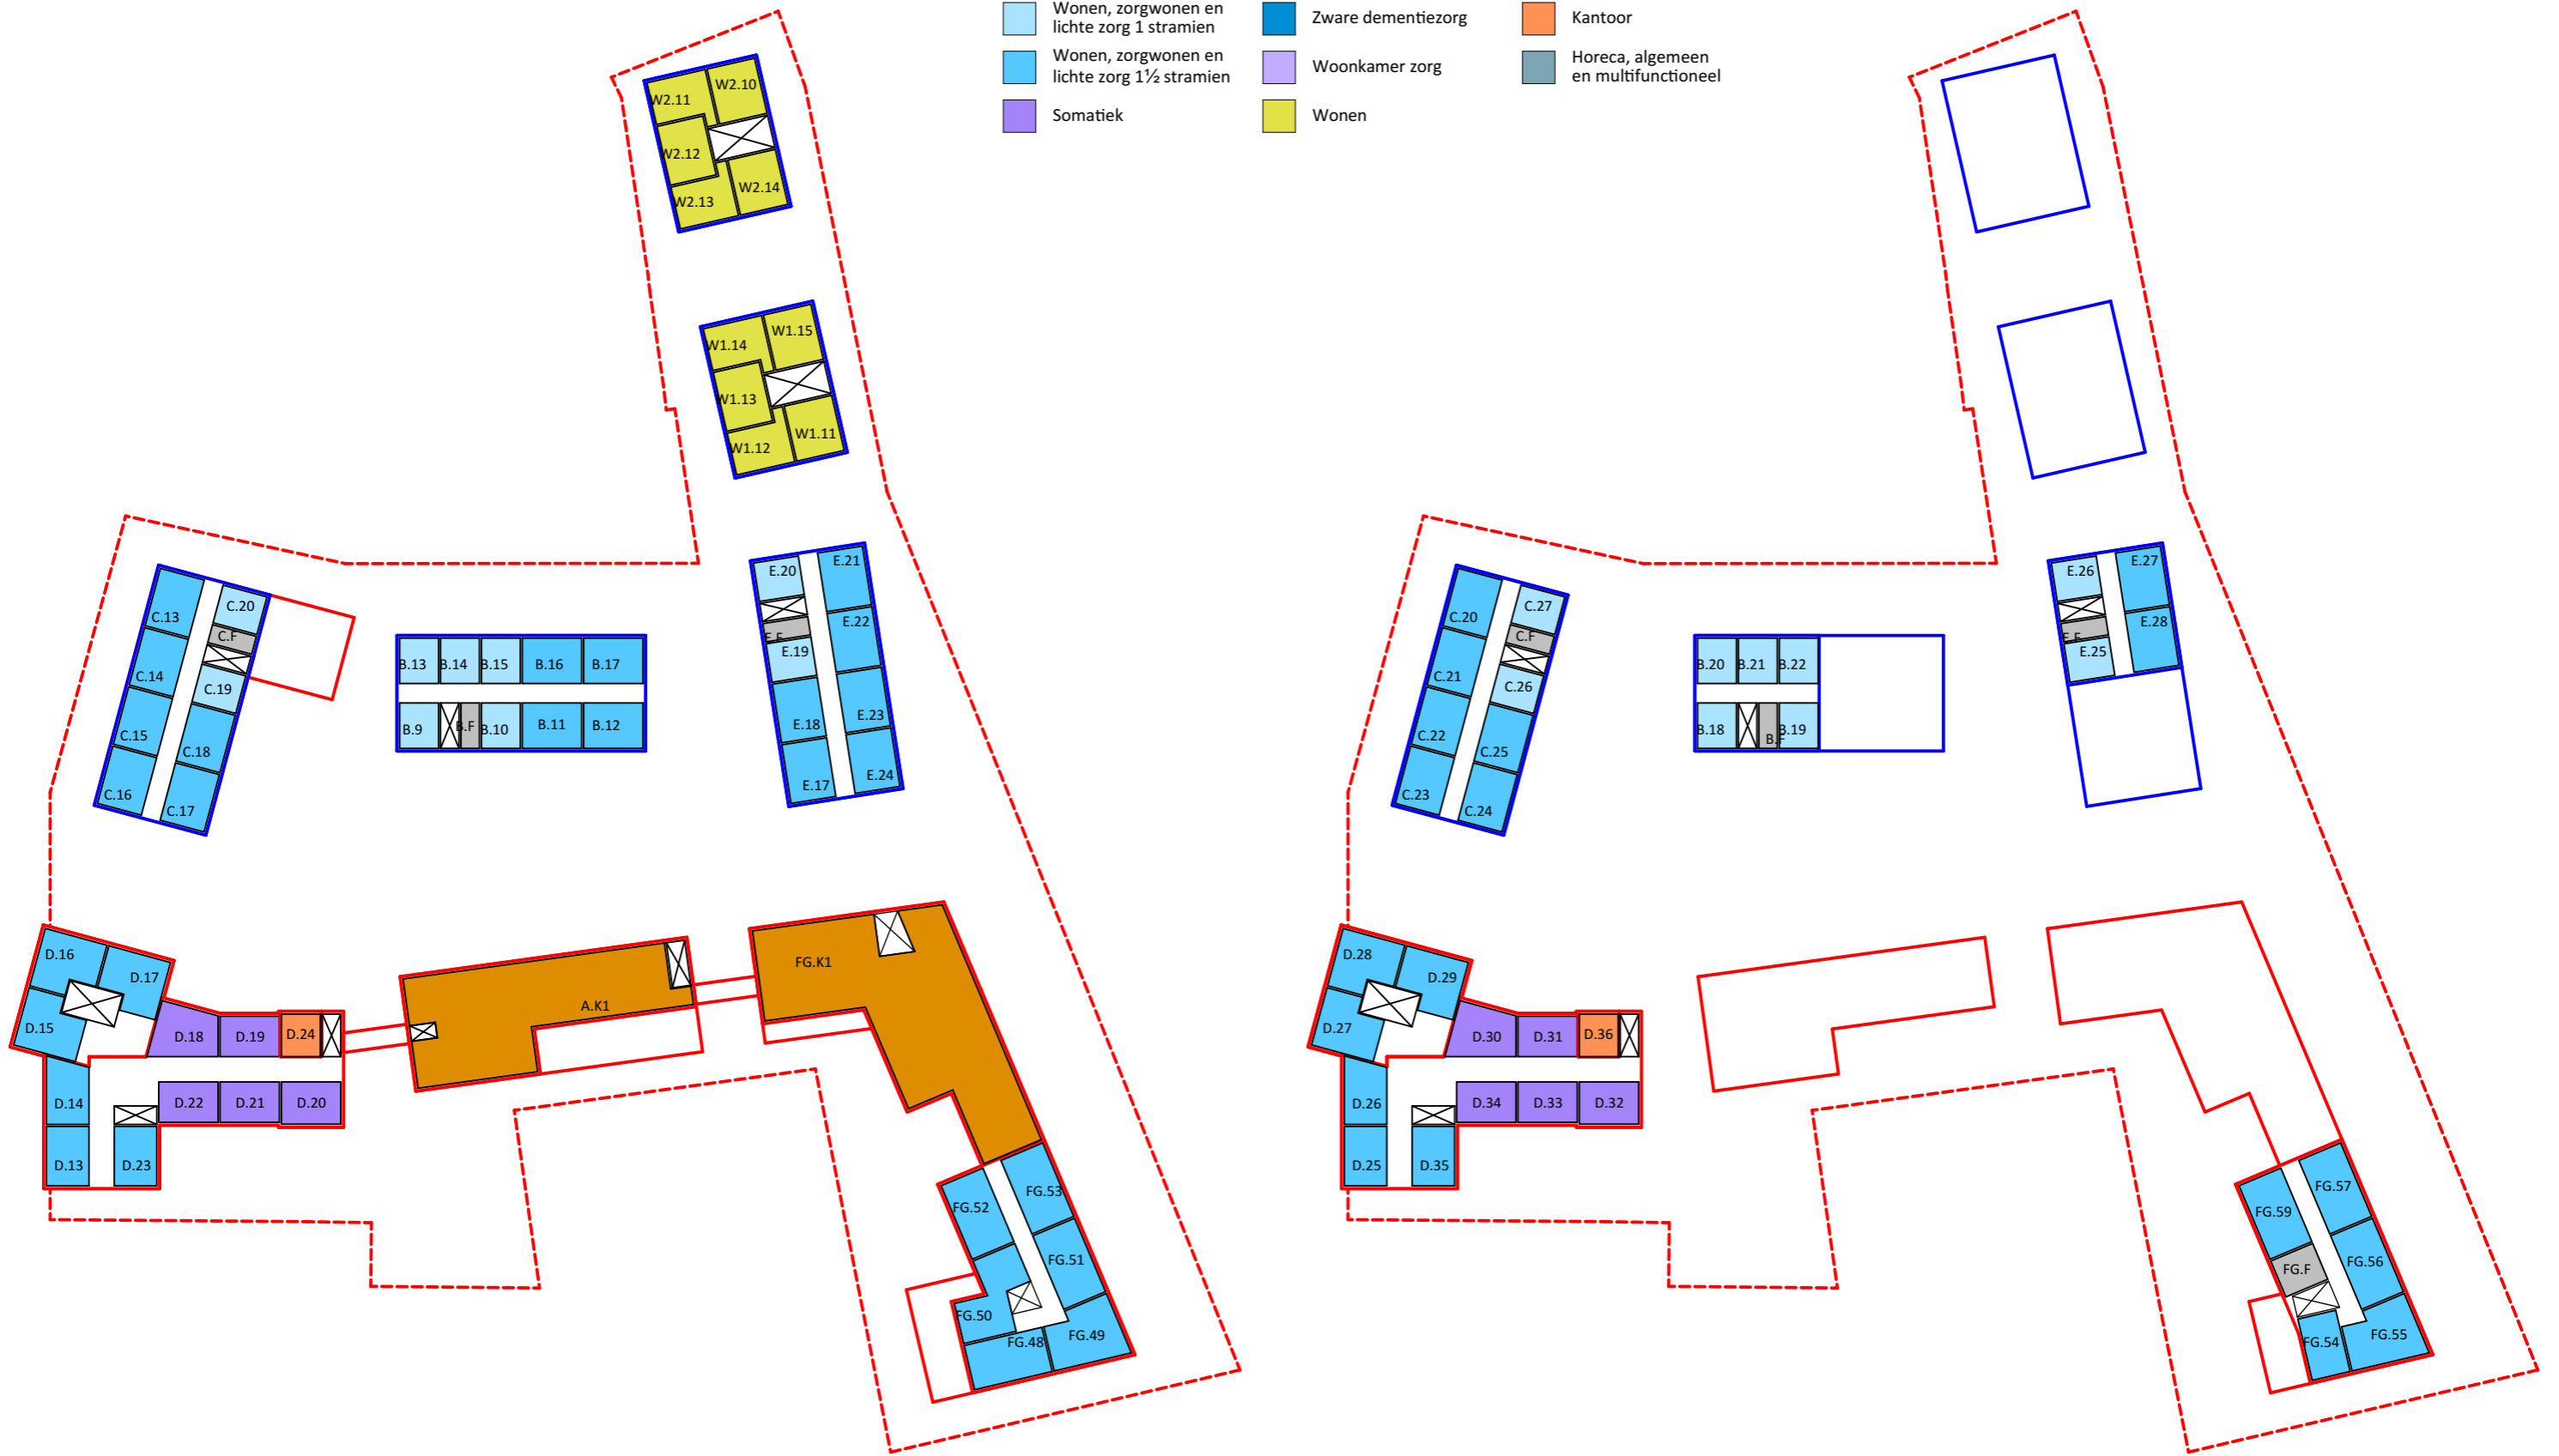 Wonen, zorgwonen en
lichte zorg 1 stramien
Wonen, zorgwonen en
lichte zorg 1½ stramien
Somatiek
Zware dementiezorg
Woonkamer zorg
Wonen
Kantoor
Horeca, algemeen
en multifunctioneel
W2.10
W2.11
W2.12
W2.14
W2.13
W1.15
W1.14
W1.13
W1.11
W1.12
E.21
E.20
E.22
E.F
E.19
E.23
E.18
E.24
E.17
C.20
C.13
C.F
C.14
C.19
C.15
C.18
C.16
C.17
B.13
B.14
B.15
B.16
B.17
B.9
B.F
B.10
B.11
B.12
D.16
D.17
D.15
D.18
D.19
D.24
D.14
D.22
D.21
D.20
D.13
D.23
A.K1
FG.K1
FG.53
FG.52
FG.51
FG.50
FG.48
FG.49
E.27
E.26
E.28
E.F
E.25
C.27
C.20
C.F
C.21
C.26
C.22
C.25
C.23
C.24
B.20
B.21
B.22
B.18
B.F
B.19
D.28
D.29
D.27
D.30
D.31
D.36
D.26
D.34
D.33
D.32
D.25
D.35
FG.57
FG.59
FG.56
FG.F
FG.54
FG.55